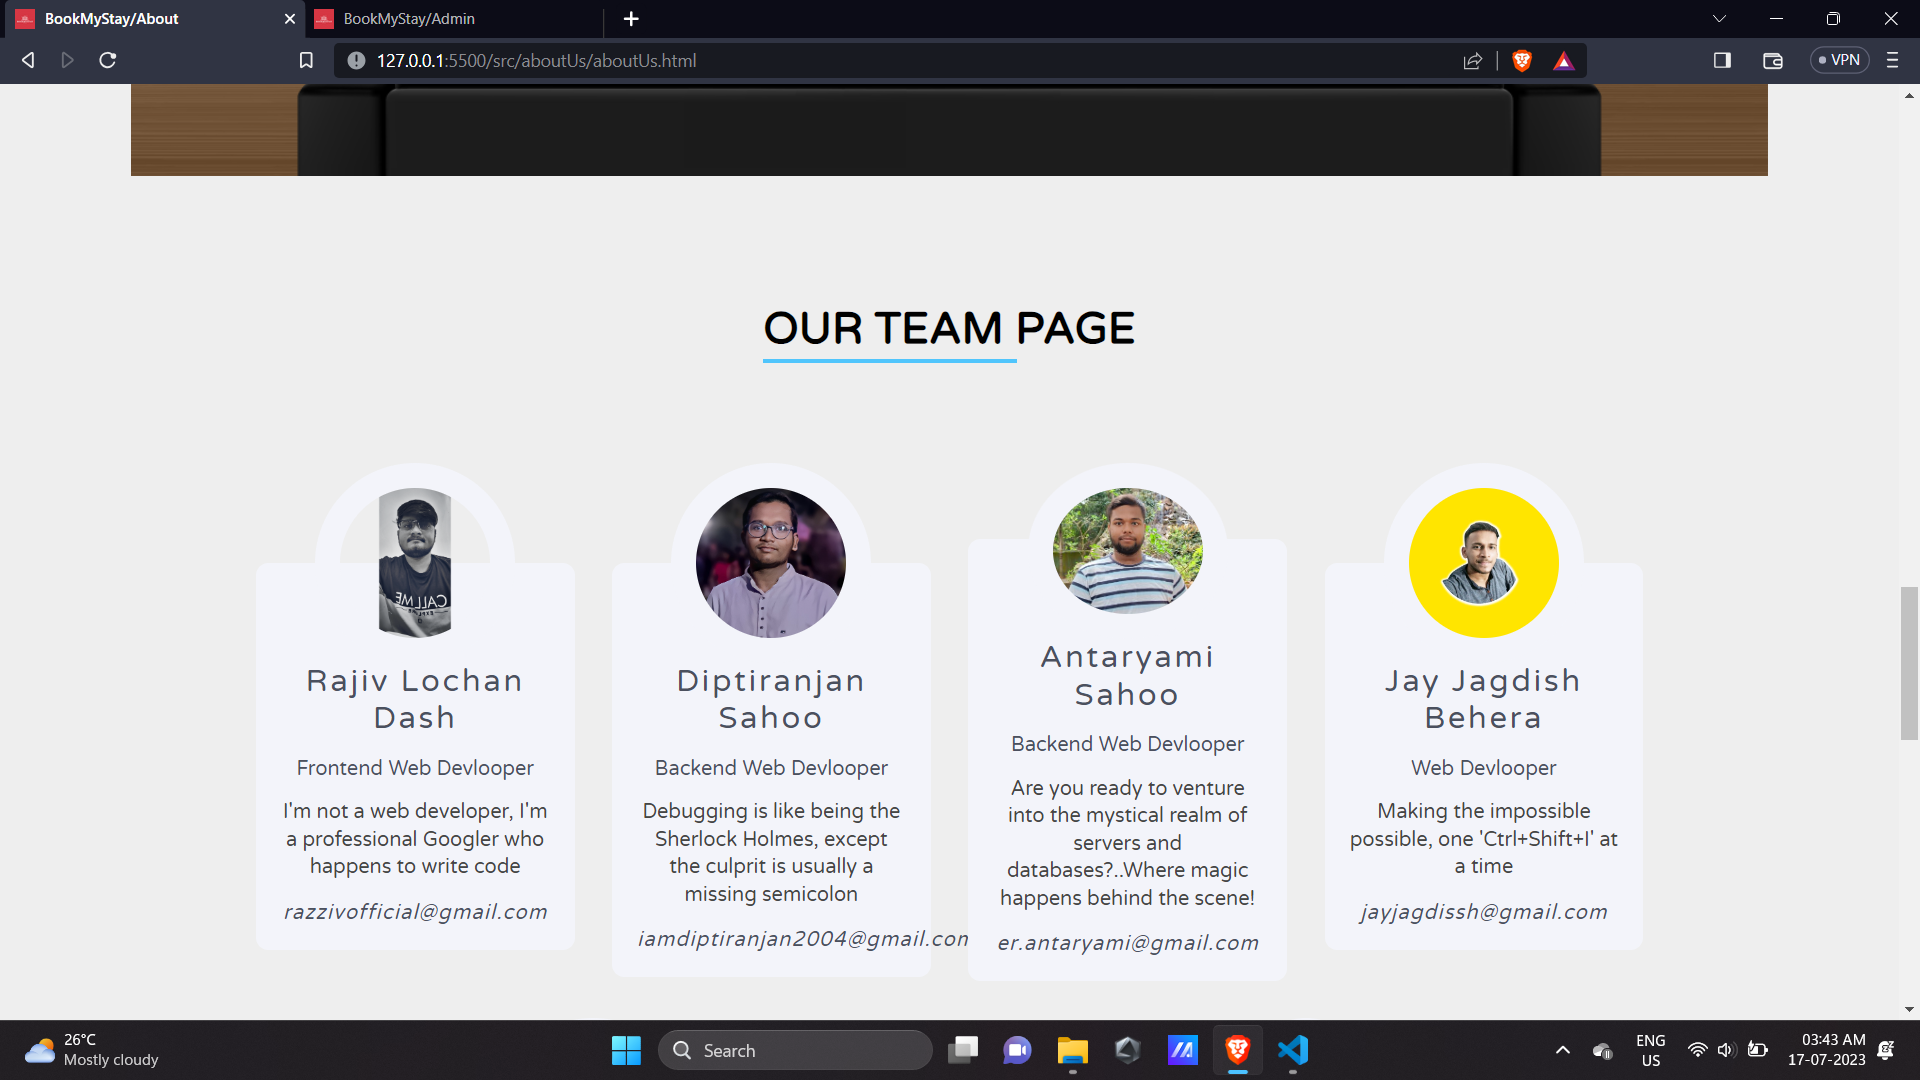 BookMyStay/About
BookMyStay/Admin
127.0.0.1:5500/src/aboutUs/aboutUs.html
VPN
OUR TEAM PAGE
CALL ME
Rajiv Lochan
Dash
Frontend Web Devlooper
I'm not a web developer, I'm
a professional Googler who
happens to write code
razzivofficial@gmail.com
Diptiranjan
Sahoo
Backend Web Devlooper
Debugging is like being the
Sherlock Holmes, except
the culprit is usually a
missing semicolon
iamdiptiranjan2004@gmail.com
Antaryami
Sahoo
Backend Web Devlooper
Are you ready to venture
into the mystical realm of
servers and
databases?..Where magic
happens behind the scene!
er.antaryami@gmail.com
Jay Jagdish
Behera
Web Devlooper
Making the impossible
possible, one 'Ctrl+Shift+I' at
a time
jayjagdissh@gmail.com
26°C
Mostly cloudy
Search
ENG
US
03:43 AM
17-07-2023